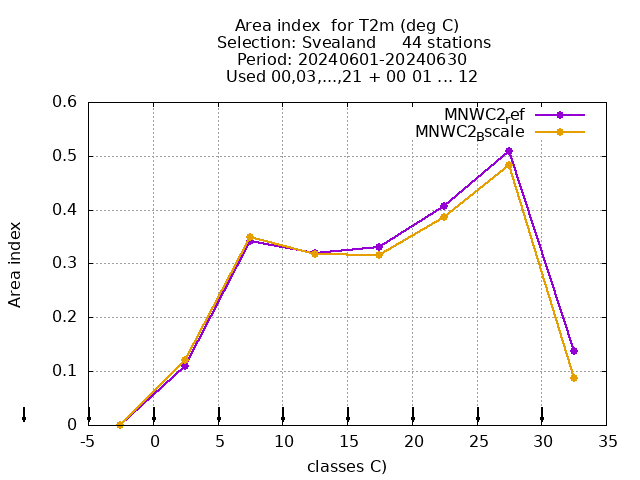 Area index  for T2m (deg C)
Selection: Svealand     44 stations
Period: 20240601-20240630
Used 00,03,...,21 + 00 01 ... 12
MNWC2ref
MNWC2Bscale
0.6
0.5
0.4
0.3
0.2
0.1
0
Area index
-5 0 5 10 15 20 25 30 35
classes C)